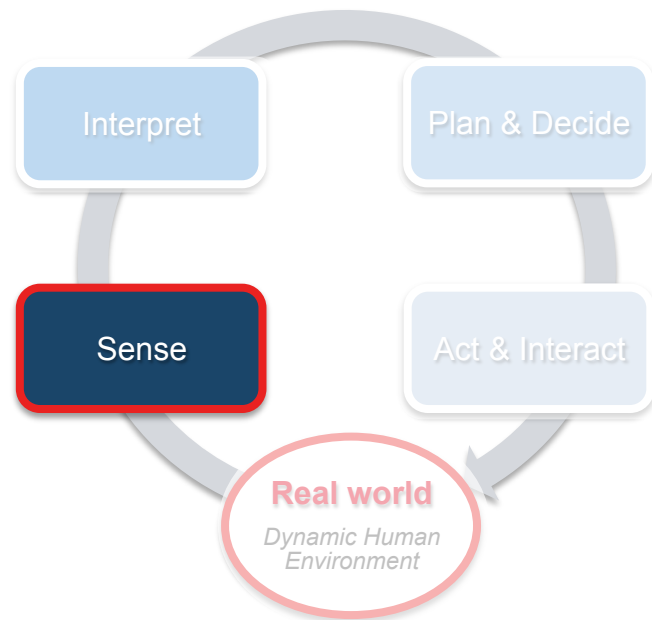 Interpret
Plan & Decide
Sense
Act & Interact
Real world
Dynamic Human
Environment